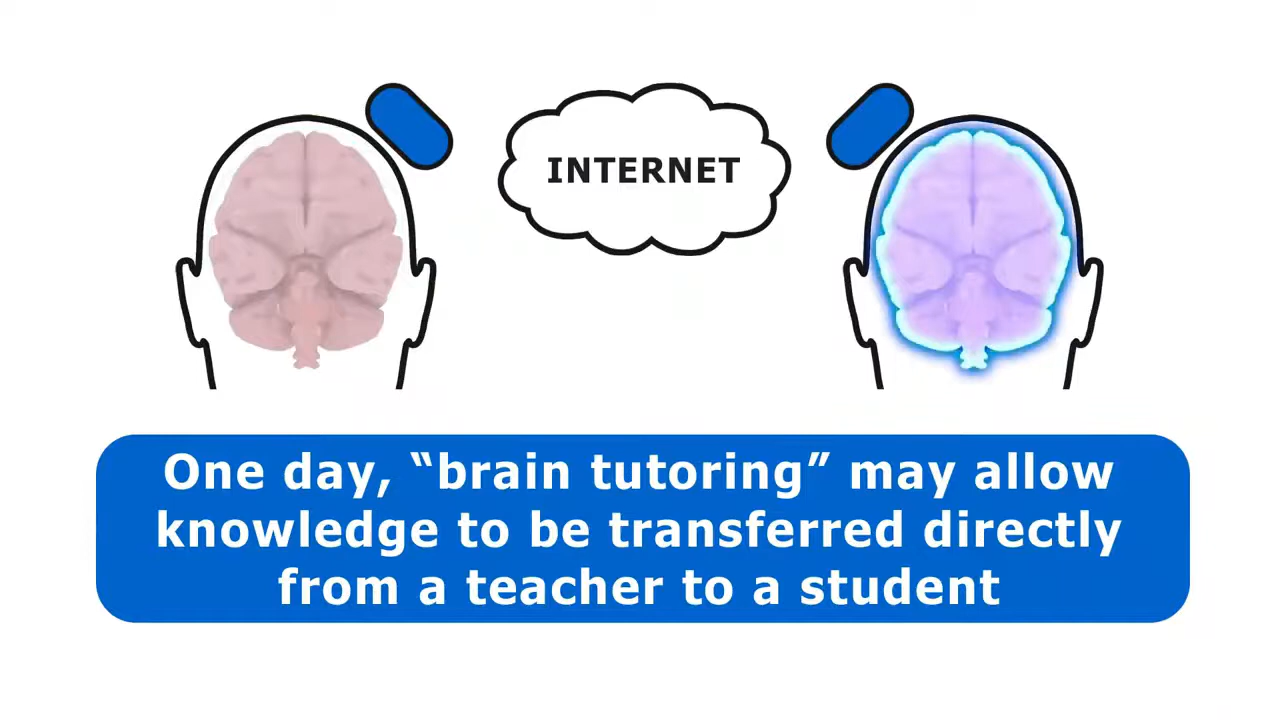 INTERNET
One day, “brain tutoring” may allow
knowledge to be transferred directly
from a teacher to a student